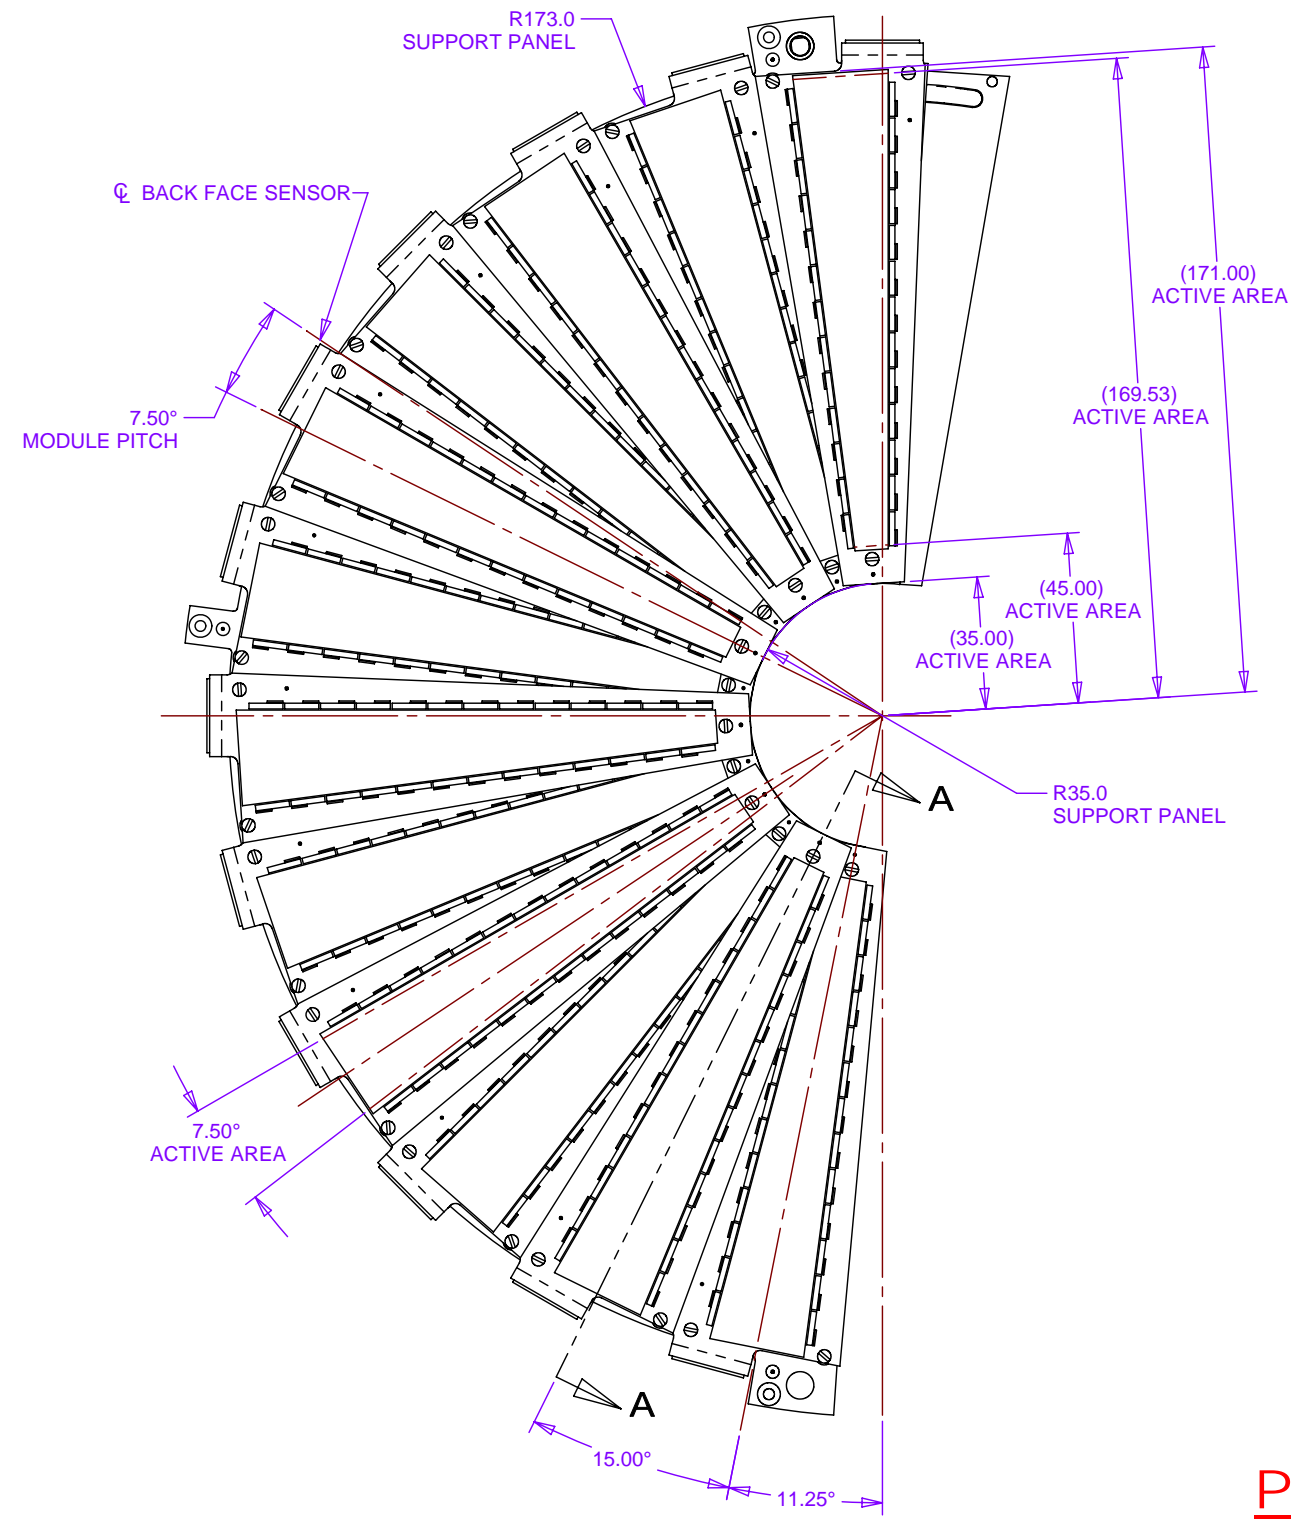 R173.0
SUPPORT PANEL
℄ BACK FACE SENSOR
(171.00)
ACTIVE AREA
(169.53)
ACTIVE AREA
7.50°
MODULE PITCH
(45.00)
ACTIVE AREA
(35.00)
ACTIVE AREA
A
R35.0
SUPPORT PANEL
7.50°
ACTIVE AREA
A
15.00°
11.25°
P